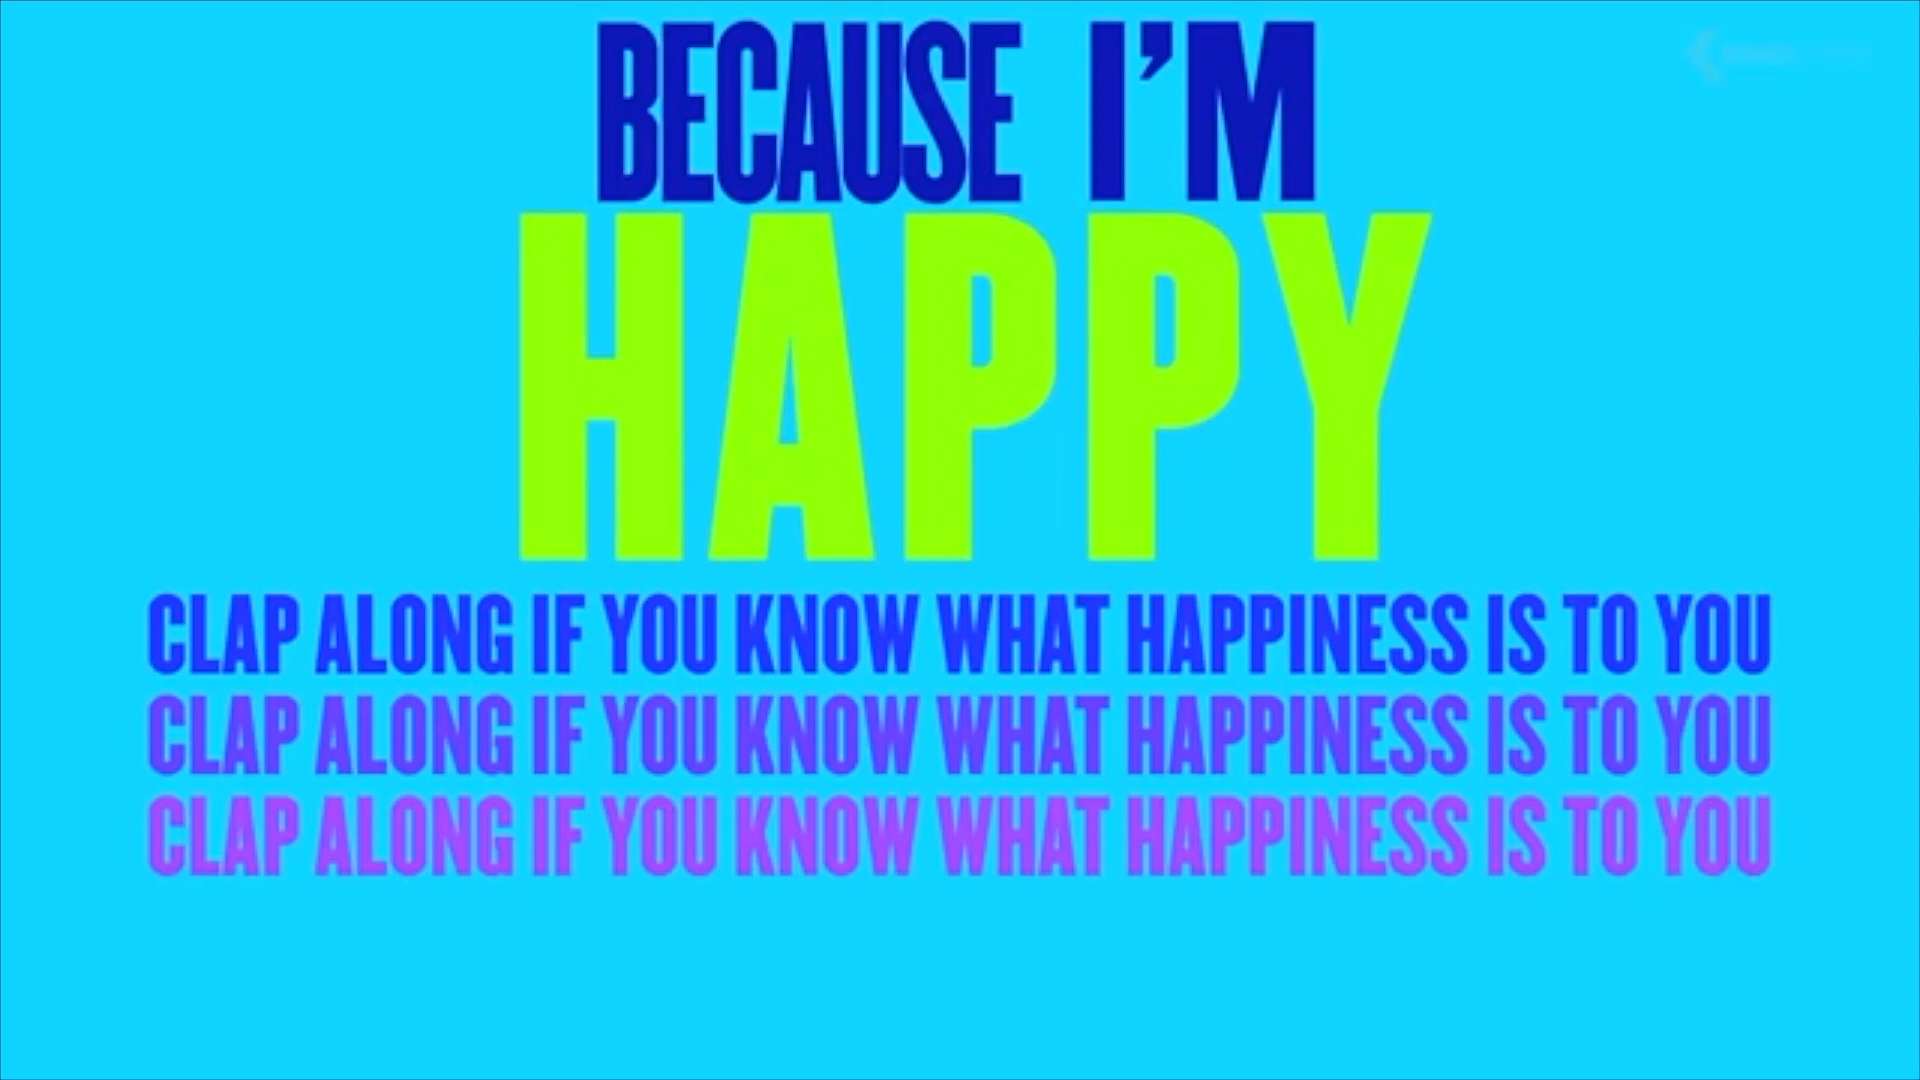 BECAUSE I'M
HAPPY
CLAP ALONG IF YOU KNOW WHAT HAPPINESS IS TO YOU
CLAP ALONG IF YOU KNOW WHAT HAPPINESS IS TO YOU
CLAP ALONG IF YOU KNOW WHAT HAPPINESS IS TO YOU